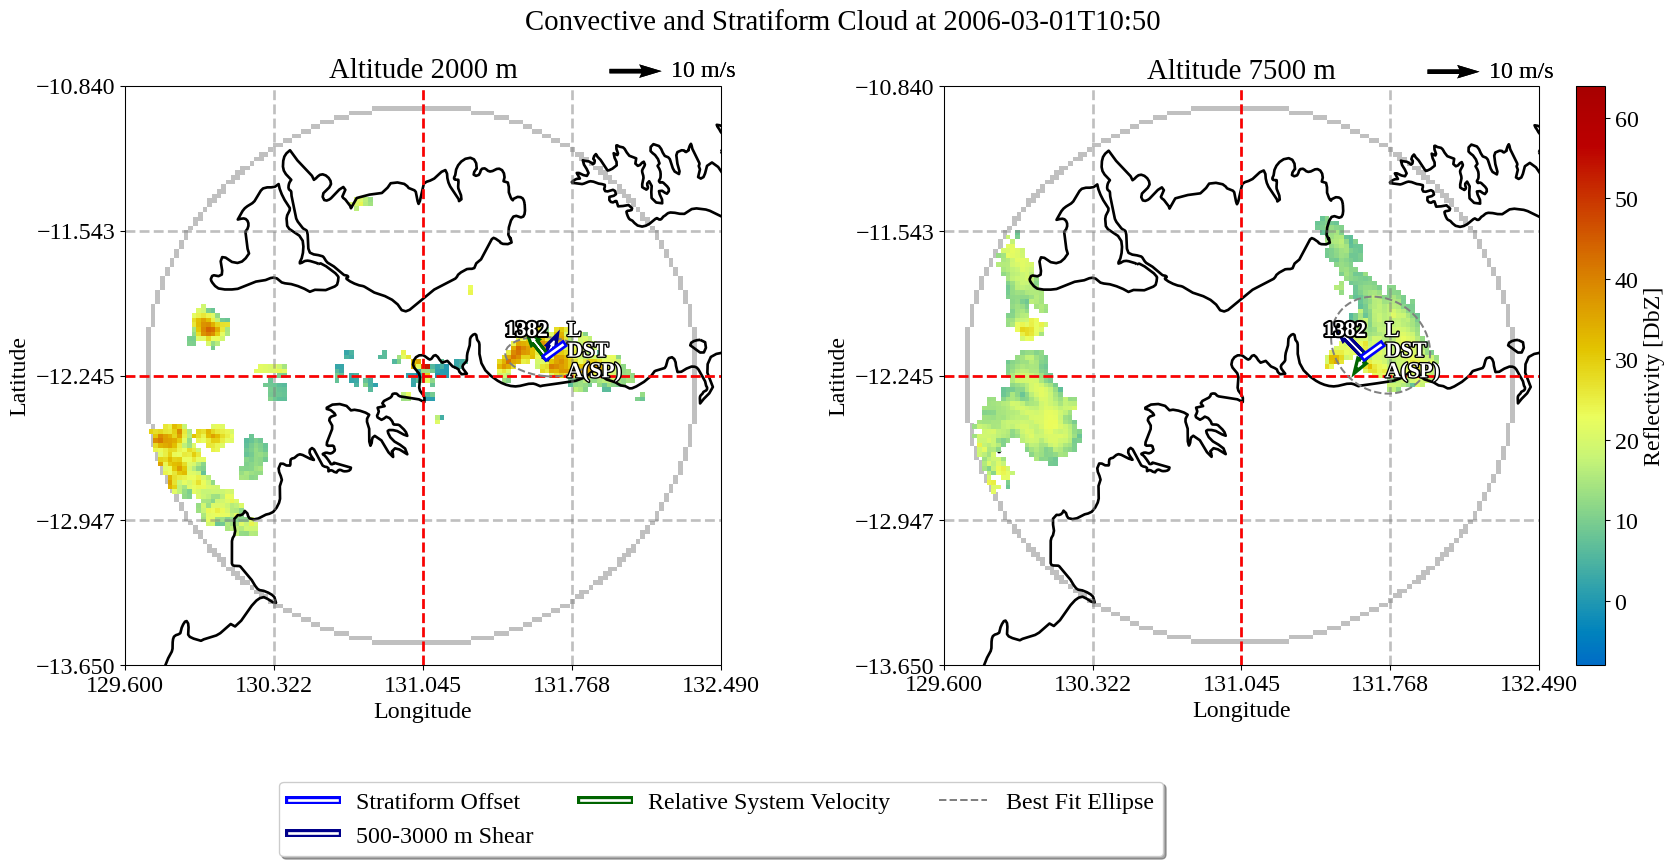 Convective and Stratiform Cloud at 2006-03-01T10:50
Altitude 2000 m
10 m/s
−10.840
−11.543
−12.245
−12.947
−13.650
Latitude
1382
L
DST
A(SP)
129.600
130.322
131.045
131.768
132.490
Longitude
Altitude 7500 m
10 m/s
−10.840
−11.543
−12.245
−12.947
−13.650
Latitude
1382
L
DST
A(SP)
129.600
130.322
131.045
131.768
132.490
Longitude
60
50
40
30
20
10
0
Reflectivity [DbZ]
Stratiform Offset
500-3000 m Shear
Relative System Velocity
Best Fit Ellipse